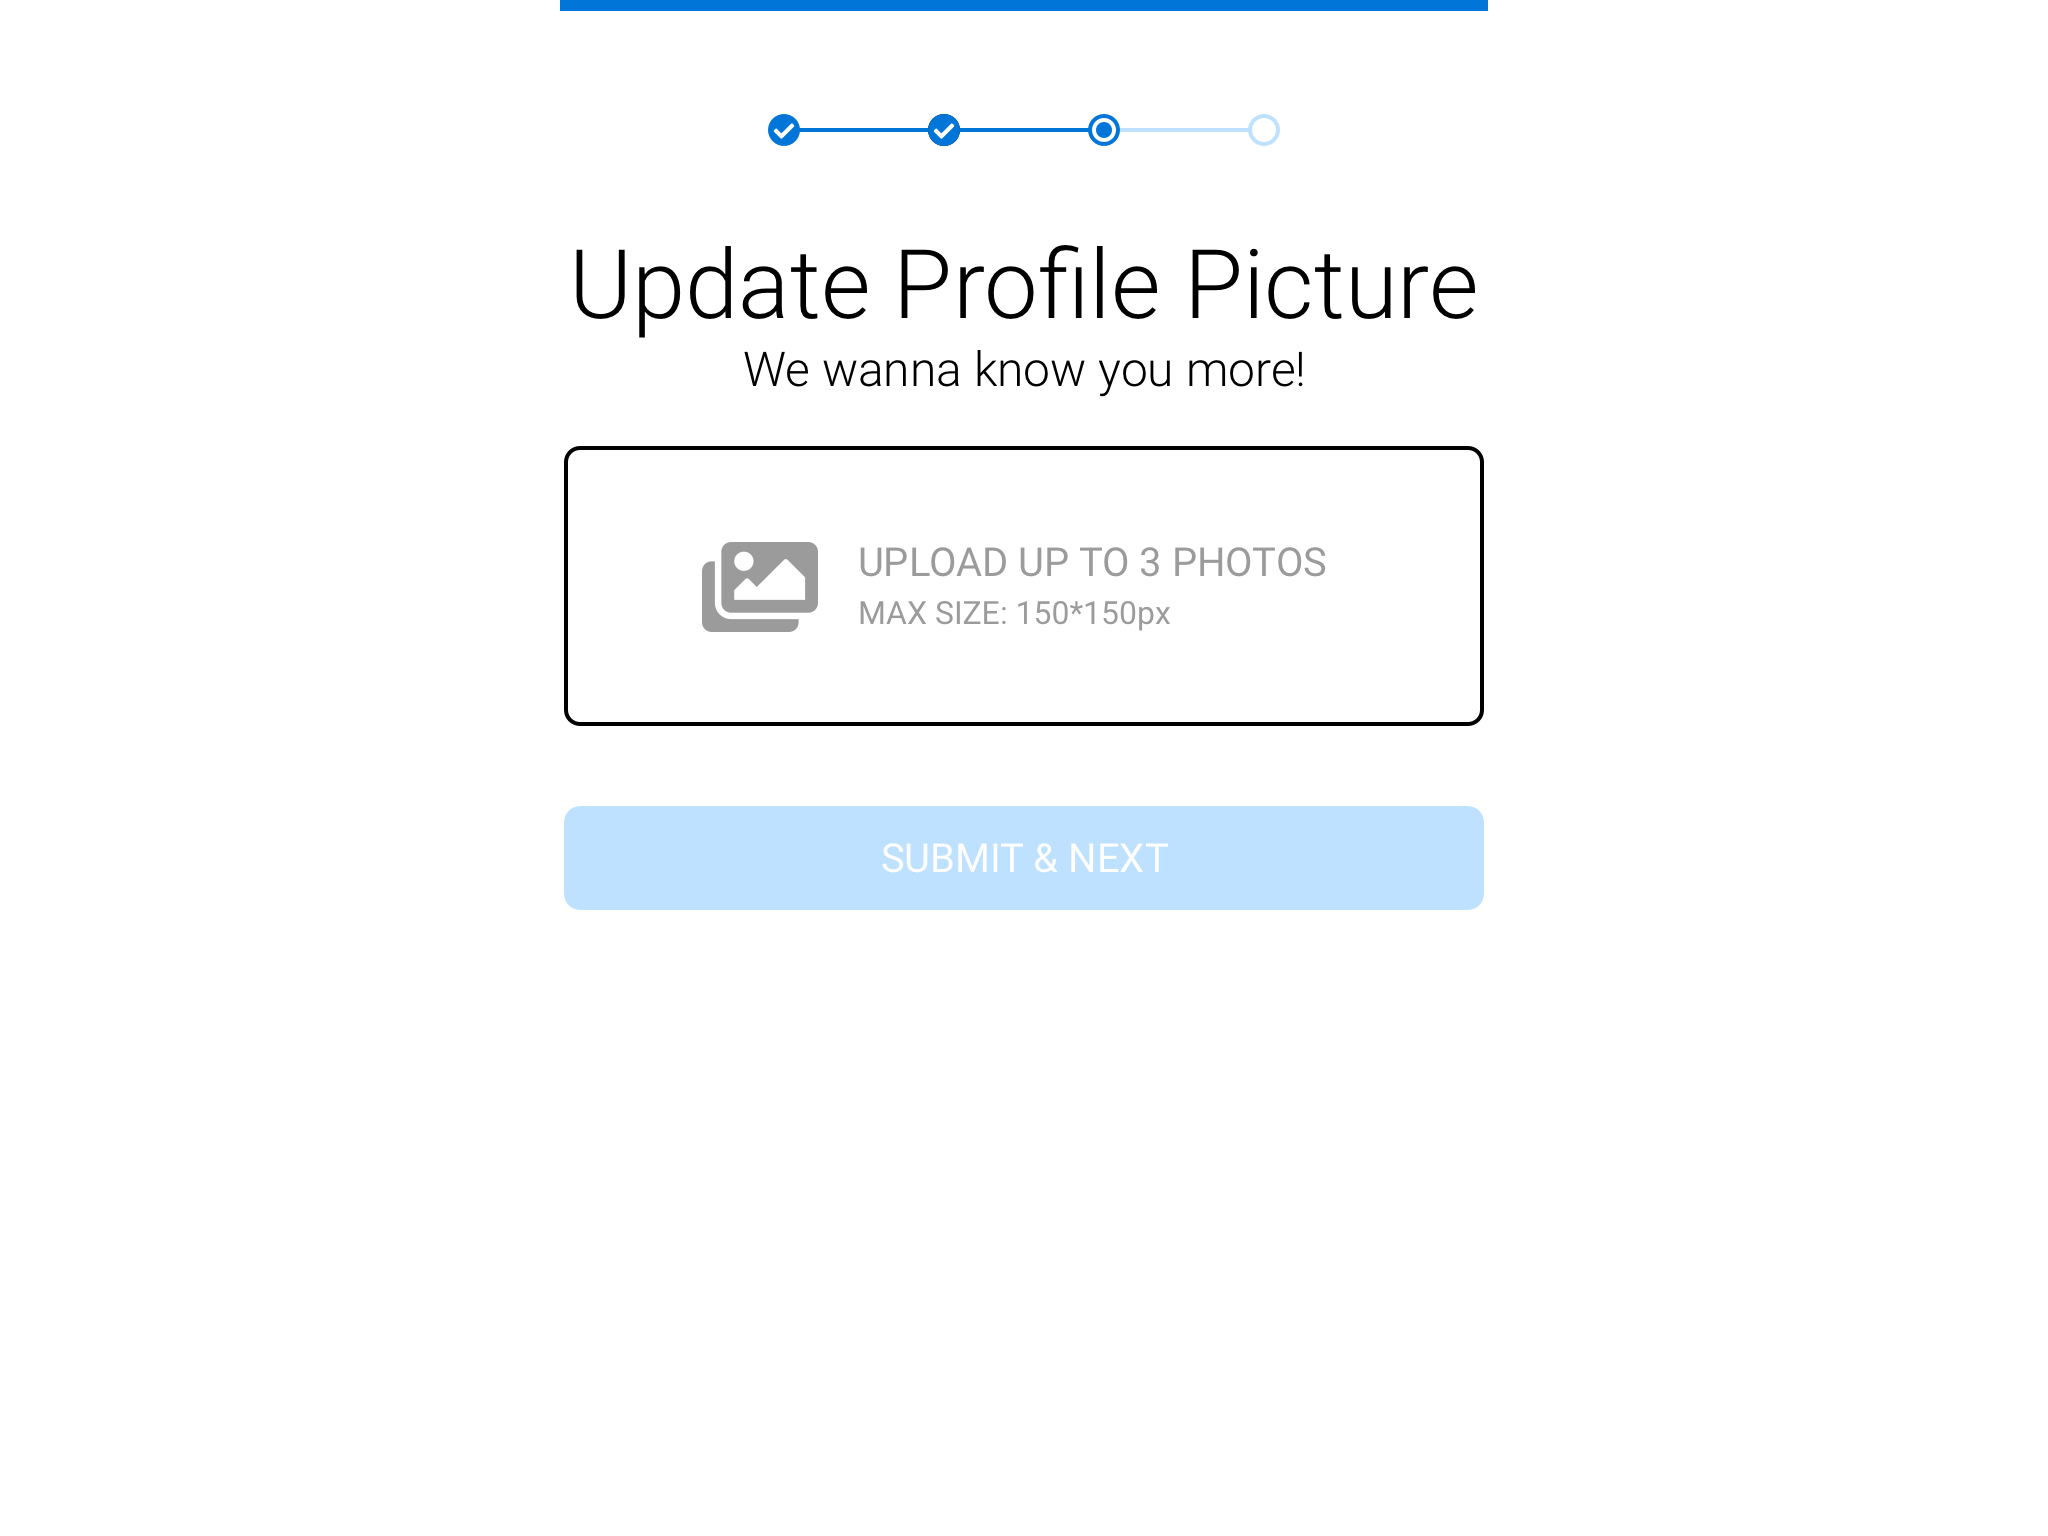 Update Profile Picture
We wanna know you more!
UPLOAD UP TO 3 PHOTOS
MAX SIZE: 150*150px
SUBMIT & NEXT